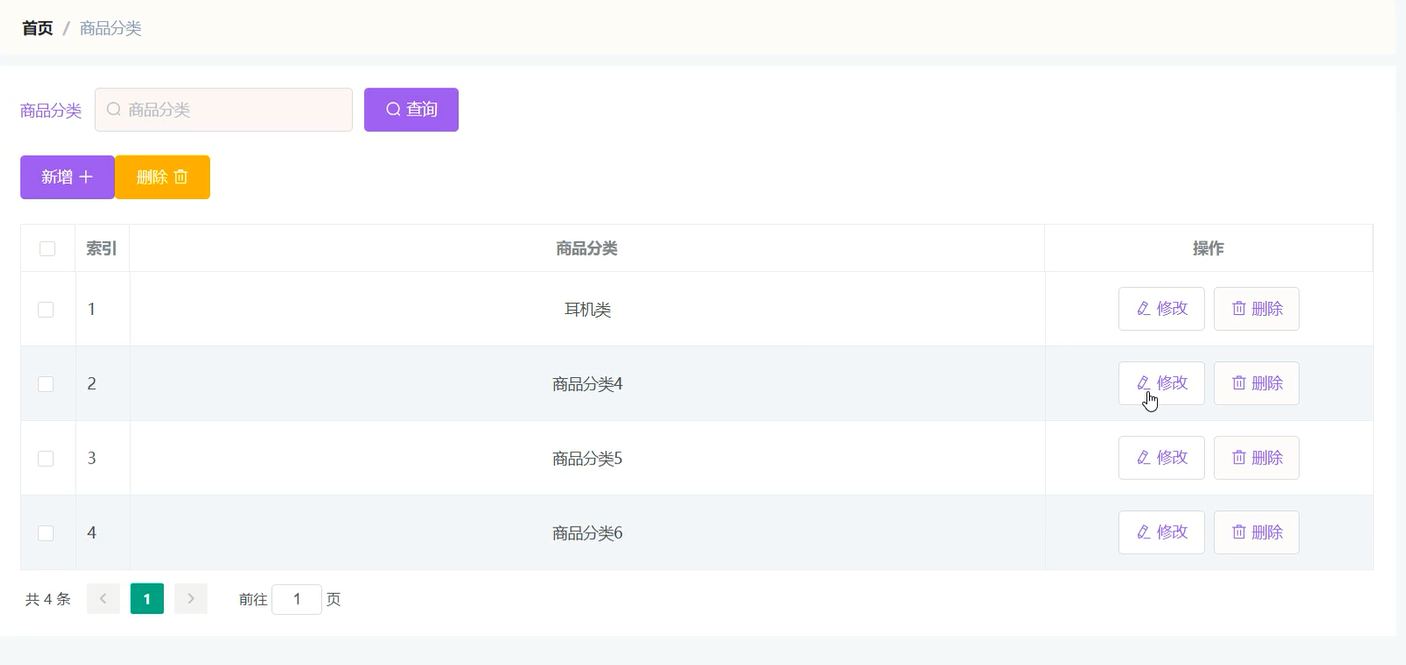 首页 / 商品分类
商品分类 商品分类 查询
新增 删除
索引 商品分类 操作
1 耳机类 修改 删除
2 商品分类4 修改 删除
3 商品分类5 修改 删除
4 商品分类6 修改 删除
共 4 条 1 前往 1 页